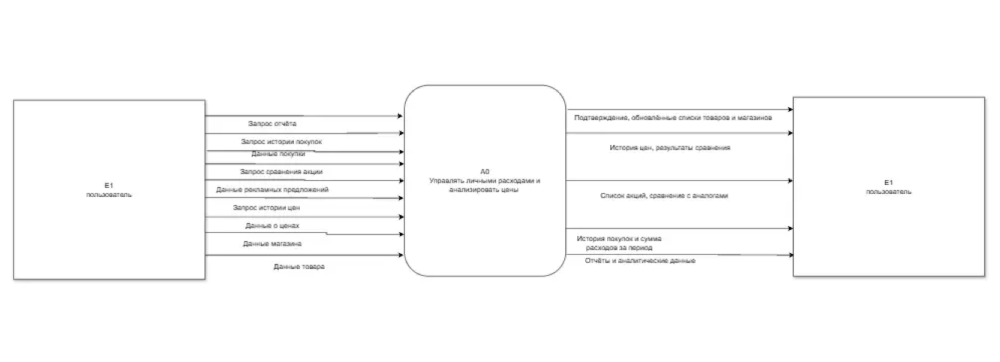 E1
пользователь
Запрос отчёта
Запрос истории покупок
Данные покупки
Запрос сравнения акции
Данные рекламных предложений
Запрос истории цен
Данные о ценах
Данные магазина
Данные товара
A0
Управлять личными расходами и
анализировать цены
Подтверждение, обновлённые списки товаров и магазинов
История цен, результаты сравнения
Список акций, сравнение с аналогами
История покупок и сумма
расходов за период
Отчёты и аналитические данные
E1
пользователь